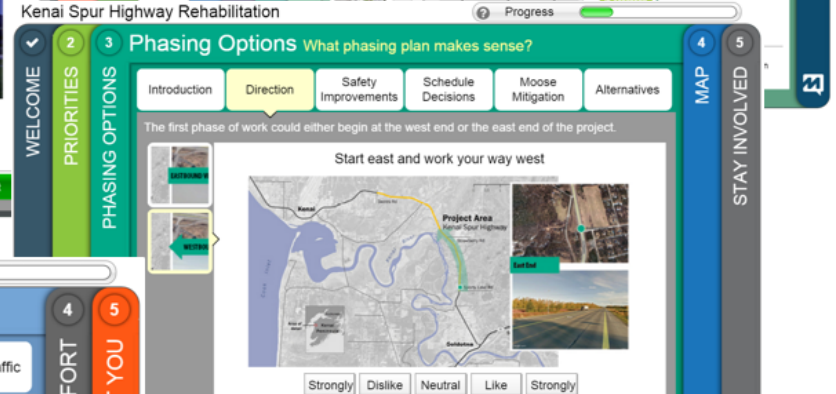 Kenai Spur Highway Rehabilitation
Progress
WELCOME
2
PRIORITIES
3
PHASING OPTIONS
Phasing Options What phasing plan makes sense?
Introduction
Direction
Safety
Improvements
Schedule
Decisions
Moose
Mitigation
Alternatives
The first phase of work could either begin at the west end or the east end of the project.
EASTBOUND
Start east and work your way west
Kenai
Project Area
Kenai Spur Highway
East End
Soldotna
Strongly
Dislike
Neutral
Like
Strongly
4
MAP
5
STAY INVOLVED
4
5
YOU